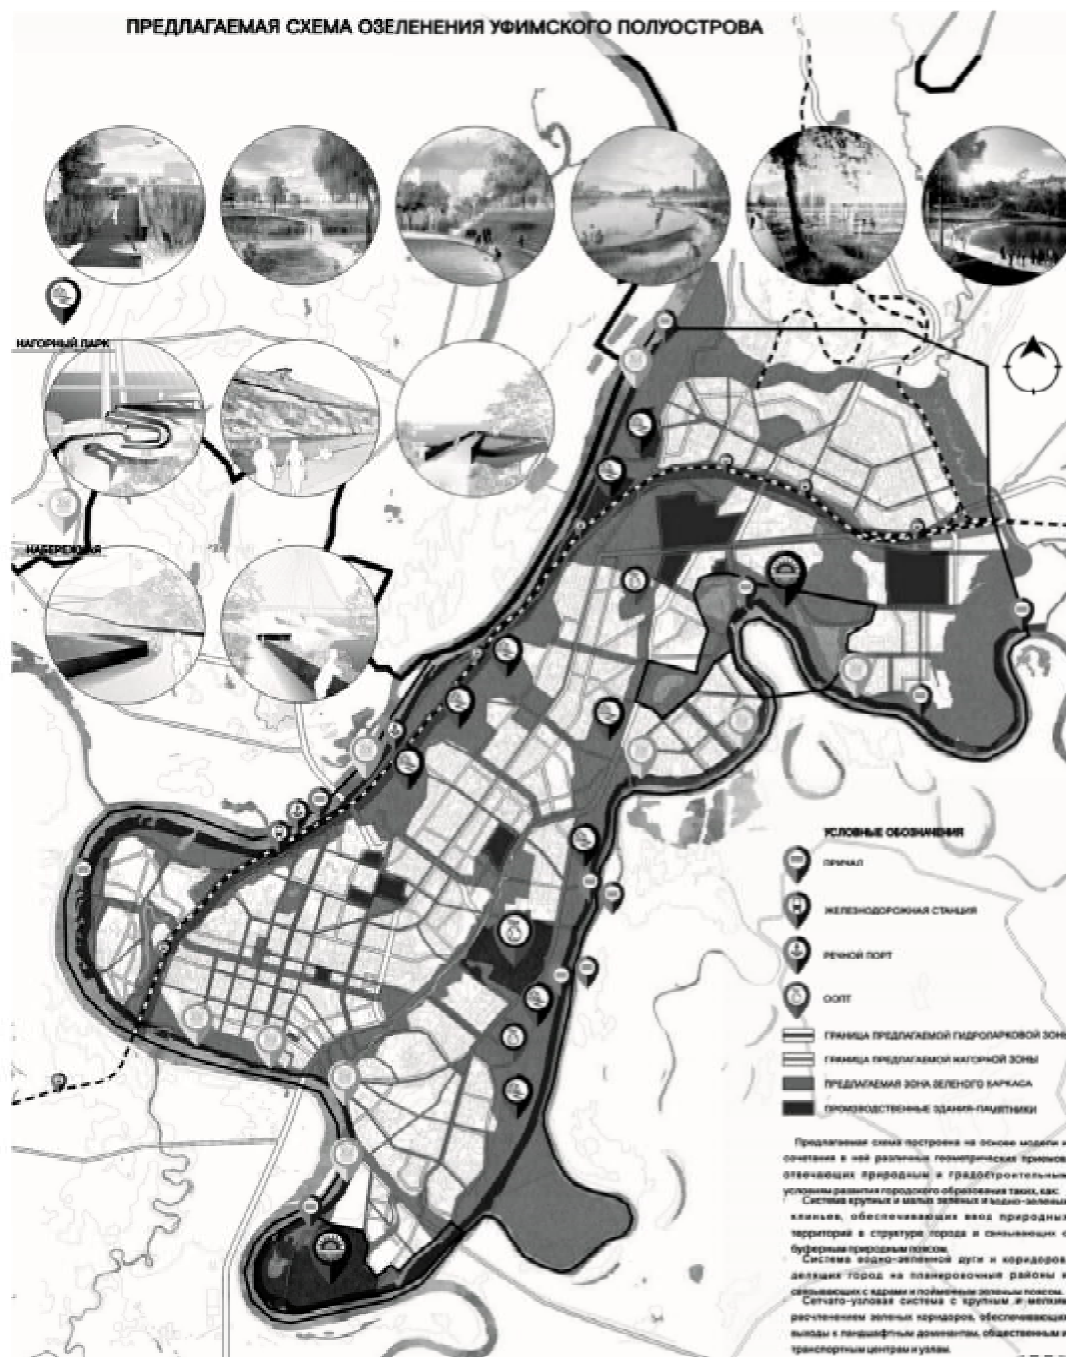 ПРЕДЛАГАЕМАЯ СХЕМА ОЗЕЛЕНЕНИЯ УФИМСКОГО ПОЛУОСТРОВА
НАГОРНЫЙ ПАРК
НАБЕРЕЖНАЯ
УСЛОВНЫЕ ОБОЗНАЧЕНИЯ
ПРИЧАЛ
ЖЕЛЕЗНОДОРОЖНАЯ СТАНЦИЯ
РЕЧНОЙ ПОРТ
ООПТ
ГРАНИЦА ПРЕДЛАГАЕМОЙ ГИДРОПАРКОВОЙ ЗОНЫ
ГРАНИЦА ПРЕДЛАГАЕМОЙ НАГОРНОЙ ЗОНЫ
ПРЕДЛАГАЕМАЯ ЗОНА ЗЕЛЕНОГО КАРКАСА
ПРОИЗВОДСТВЕННЫЕ ЗДАНИЯ-ПАМЯТНИКИ
Предлагаемая схема построена на основе модели и
сочетания в ней различных геометрических приемов,
отвечающих природным и градостроительным
условиям развития городского образования таких, как:
Система крупных и малых зеленых и водно-зеленых
клиньев, обеспечивающих ввод природных
территорий в структуру города и связывающих с
буферным природным поясом.
Система водно-зеленной дуги и коридоров,
делящих город на планировочные районы и
связывающих с ядрами и пойменным зеленым поясом.
Сетчато-узловая система с крупным и мелким
расчленением зеленых коридоров, обеспечивающих
выходы к ландшафтным доминантам, общественным и
транспортным центрам и узлам.